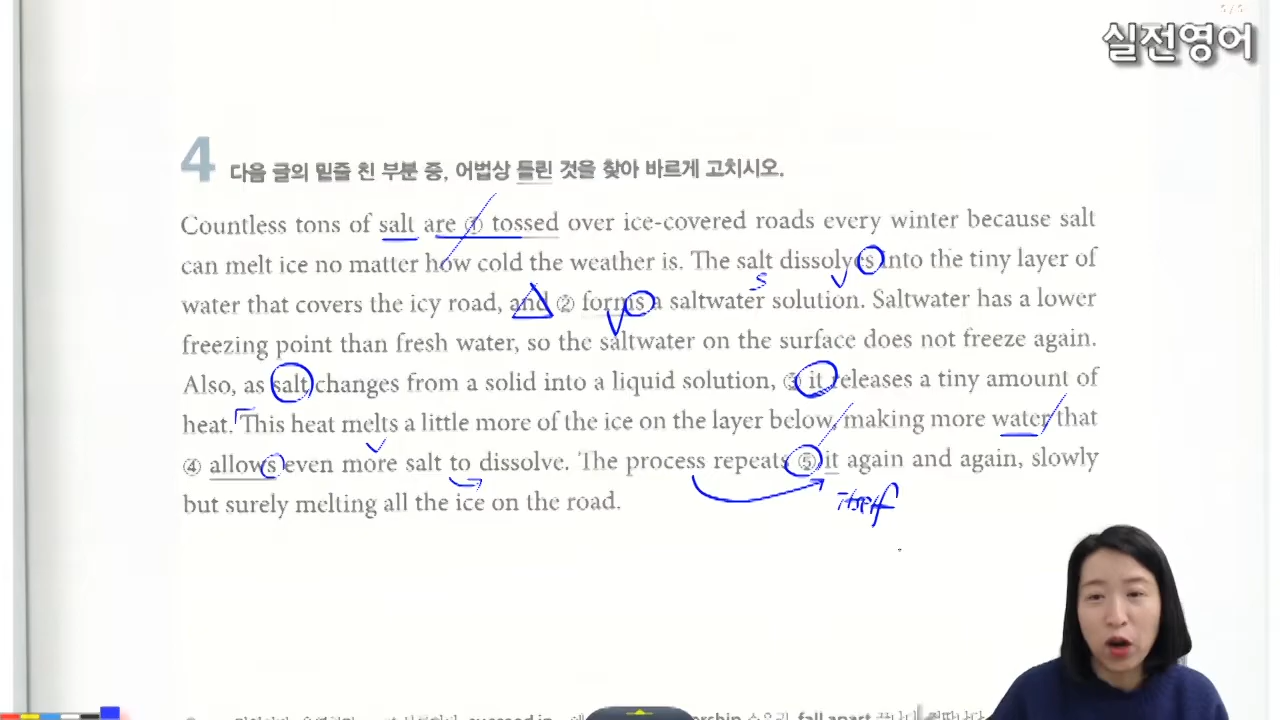 실전영어
4 다음 글의 밑줄 친 부분 중, 어법상 틀린 것을 찾아 바르게 고치시오.
Countless tons of salt are ① tossed over ice-covered roads every winter because salt
can melt ice no matter how cold the weather is. The salt dissolves into the tiny layer of
s
water that covers the icy road, and ② forms a saltwater solution. Saltwater has a lower
freezing point than fresh water, so the saltwater on the surface does not freeze again.
Also, as salt changes from a solid into a liquid solution, ③ it releases a tiny amount of
heat. This heat melts a little more of the ice on the layer below, making more water that
④ allows even more salt to dissolve. The process repeats ⑤ it again and again, slowly
itself
but surely melting all the ice on the road.
succeed in
fall apart